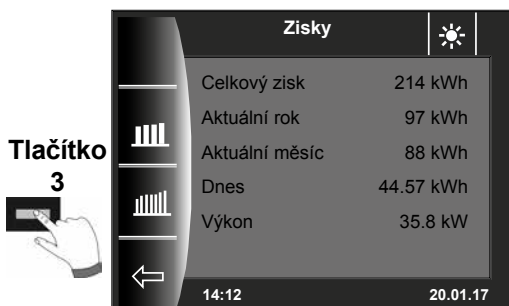 Zisky
Celkový zisk 214 kWh
Aktuální rok 97 kWh
Aktuální měsíc 88 kWh
Dnes 44.57 kWh
Výkon 35.8 kW
Tlačítko
3
14:12 20.01.17